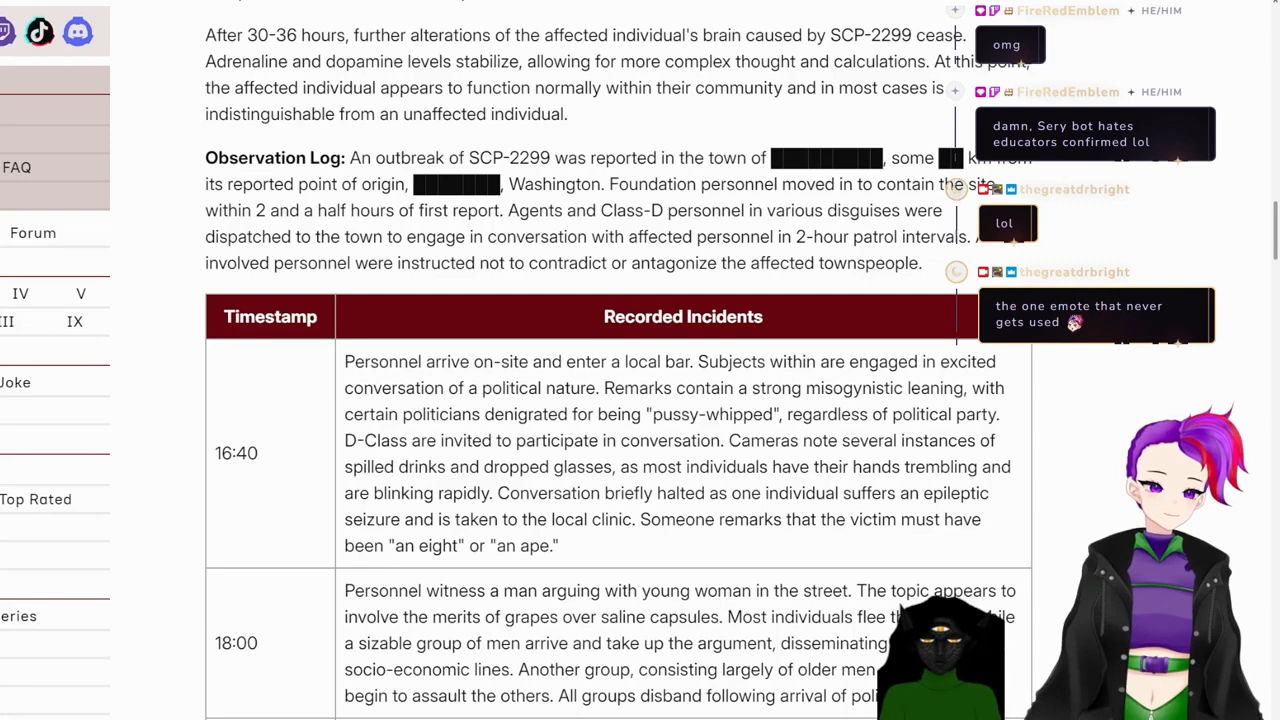 After 30-36 hours, further alterations of the affected individual's brain caused by SCP-2299 cease.
Adrenaline and dopamine levels stabilize, allowing for more complex thought and calculations. At this point,
the affected individual appears to function normally within their community and in most cases is
indistinguishable from an unaffected individual.
Observation Log: An outbreak of SCP-2299 was reported in the town of █████████, some ██ km from
its reported point of origin, ███████, Washington. Foundation personnel moved in to contain the site
within 2 and a half hours of first report. Agents and Class-D personnel in various disguises were
dispatched to the town to engage in conversation with affected personnel in 2-hour patrol intervals.
involved personnel were instructed not to contradict or antagonize the affected townspeople.
Timestamp
Recorded Incidents
16:40
Personnel arrive on-site and enter a local bar. Subjects within are engaged in excited
conversation of a political nature. Remarks contain a strong misogynistic leaning, with
certain politicians denigrated for being "pussy-whipped", regardless of political party.
D-Class are invited to participate in conversation. Cameras note several instances of
spilled drinks and dropped glasses, as most individuals have their hands trembling and
are blinking rapidly. Conversation briefly halted as one individual suffers an epileptic
seizure and is taken to the local clinic. Someone remarks that the victim must have
been "an eight" or "an ape."
18:00
Personnel witness a man arguing with young woman in the street. The topic appears to
involve the merits of grapes over saline capsules. Most individuals flee
a sizable group of men arrive and take up the argument, disseminating
socio-economic lines. Another group, consisting largely of older men
begin to assault the others. All groups disband following arrival of
FAQ
Forum
IV V
III IX
Joke
Top Rated
eries
FireRedEmblem HE/HIM
omg
FireRedEmblem HE/HIM
damn, Sery bot hates
educators confirmed lol
thegreatdrbright
lol
thegreatdrbright
the one emote that never
gets used